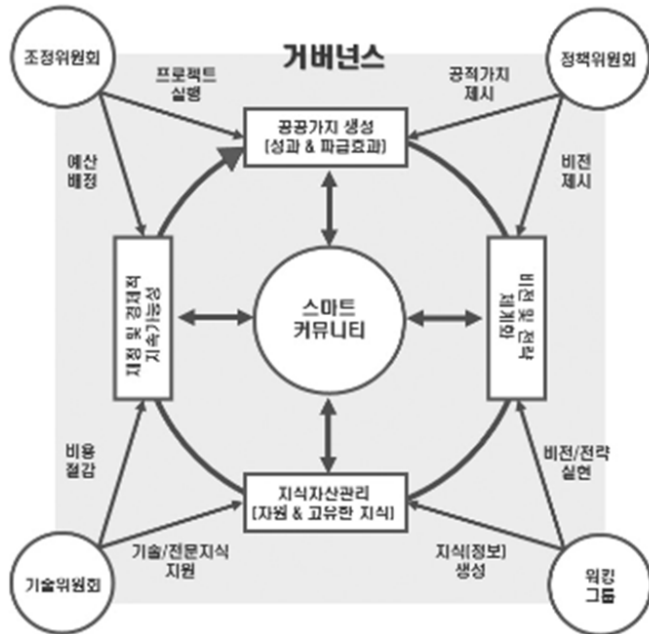 거버넌스
조정위원회
정책위원회
프로젝트
실행
공적가치
제시
공공가치 생성
(성과 & 파급효과)
예산
배정
비전
제시
재정 및 경제적
지속가능성
스마트
커뮤니티
비전 및 전략
체계화
비용
절감
비전/전략
실현
지식자산관리
(자원 & 고유한 지식)
기술위원회
기술/전문지식
지원
지식(정보)
생성
워킹
그룹